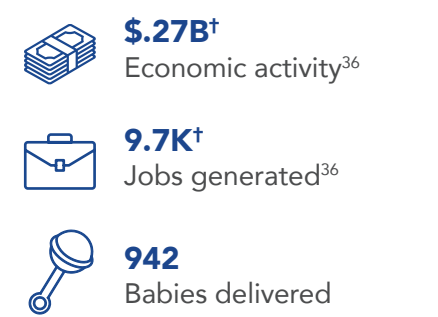 $.27B†
Economic activity36
9.7K†
Jobs generated36
942
Babies delivered